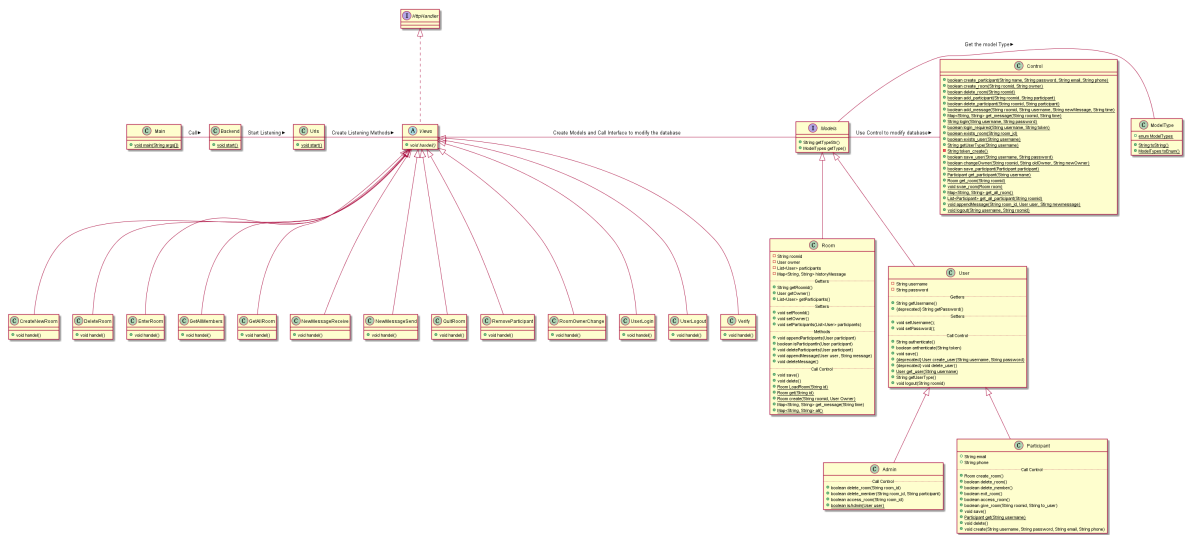 HttpHandler
Get the model Type
Control
boolean create_participant(String name, String password, String email, String phone)
boolean create_room(String roomid, String owner)
boolean delete_room(String roomid)
boolean add_participant(String roomid, String participant)
boolean delete_participant(String roomid, String participant)
boolean add_message(String roomid, String username, String newMessage, String time)
Map<String, String> get_message(String roomid, String time)
String login(String username, String password)
boolean login_required(String username, String token)
boolean existe_room(String room_id)
boolean existe_user(String username)
String getUserType(String username)
String token_create()
boolean save_user(String username, String password)
boolean changeOwner(String roomid, String oldOwner, String newOwner)
boolean save_participant(Participant participant)
Participant get_participant(String username)
Room get_room(String roomid)
void save_room(Room room)
Map<String, String> get_all_room()
List<Participant> get_all_participant(String roomid)
void appendMessage(String room_id, User user, String newmessage)
void logout(String username, String roomid)
ModelType
enum ModelTypes
String toString()
ModelTypes toEnum()
Main
void main(String args[])
Call
Backend
void start()
Start Listening
Urls
void start()
Create Listening Methods
Views
void handel()
Create Models and Call Interface to modify the database
Models
String getTypeStr()
ModelTypes getType()
Use Control to modify database
Room
String roomid
User owner
List<User> participants
Map<String, String> historyMessage
Getters
String getRoomId()
User getOwner()
List<User> getParticipants()
Setters
void setRoomId()
void setOwner()
void setParticipants(List<User> participants)
Methods
void appendParticipants(User participant)
boolean isParticipantIn(User participant)
void deleteParticipants(User participant)
void appendMessage(User user, String message)
void deleteMessage()
Call Control
void save()
void delete()
Room LoadRoom(String id)
Room get(String id)
Room create(String roomid, User Owner)
Map<String, String> get_message(String time)
Map<String, String> all()
User
String username
String password
Getters
String getUsername()
(deprecated) String getPassword()
Setters
void setUsername()
void setPassword()
Call Control
String authenticate()
boolean authenticate(String token)
void save()
(deprecated) User create_user(String username, String password)
(deprecated) void delete_user()
User get_user(String username)
String getUserType()
void logout(String roomid)
CreateNewRoom
void handel()
DeleteRoom
void handel()
EnterRoom
void handel()
GetAllMembers
void handel()
GetAllRoom
void handel()
NewMessageReceive
void handel()
NewMessageSend
void handel()
QuitRoom
void handel()
RemoveParticipant
void handel()
RoomOwnerChange
void handel()
UserLogin
void handel()
UserLogout
void handel()
Verify
void handel()
Admin
Call Control
boolean delete_room(String room_id)
boolean delete_member(String room_id, String participant)
boolean access_room(String room_id)
boolean isAdmin(User user)
Participant
String email
String phone
Call Control
Room create_room()
boolean delete_room()
boolean delete_member()
boolean exit_room()
boolean access_room()
boolean give_room(String roomid, String to_user)
void save()
Participant get(String username)
void delete()
void create(String username, String password, String email, String phone)